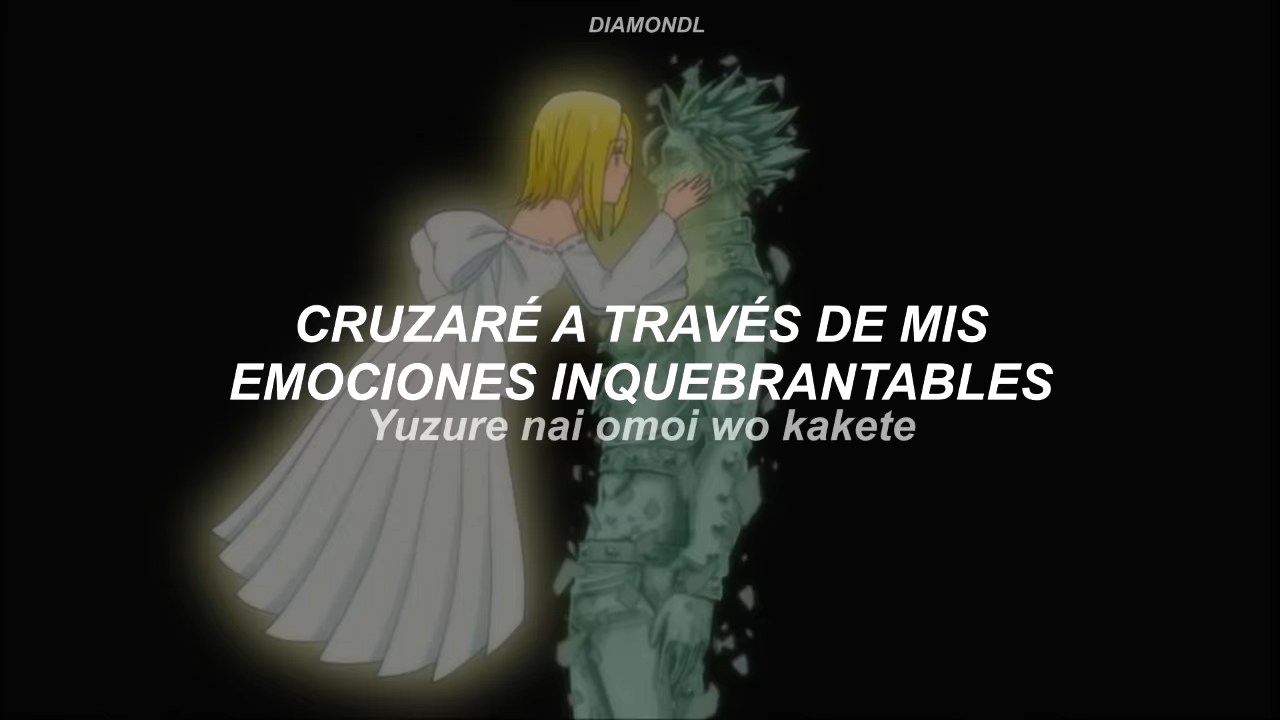 DIAMONDL
CRUZARÉ A TRAVÉS DE MIS
EMOCIONES INQUEBRANTABLES
Yuzure nai omoi wo kakete